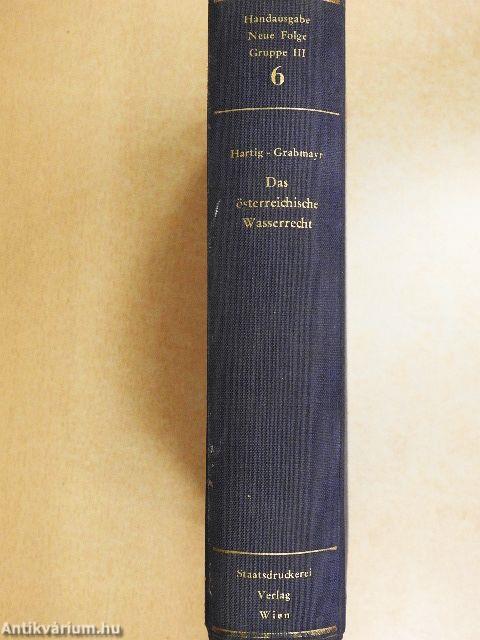 Handausgabe
Neue Folge
Gruppe III
6
Hartig - Grabmayr
Das
österreichische
Wasserrecht
Staatsdruckerei
Verlag
Wien
Antikvárium.hu